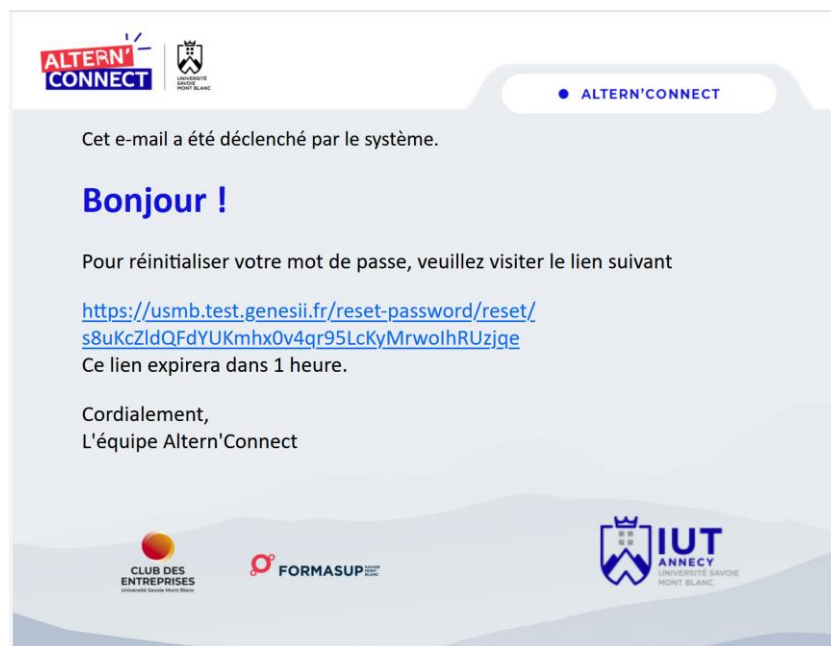 ALTERN'
CONNECT
UNIVERSITÉ
SAVOIE
MONT BLANC
ALTERN'CONNECT
Cet e-mail a été déclenché par le système.
Bonjour !
Pour réinitialiser votre mot de passe, veuillez visiter le lien suivant
https://usmb.test.genesii.fr/reset-password/reset/
s8uKcZldQFdYUKmhx0v4qr95LcKyMrwoIhRUzjqe
Ce lien expirera dans 1 heure.
Cordialement,
L'équipe Altern'Connect
CLUB DES
ENTREPRISES
Université Savoie Mont Blanc
FORMASUP SAVOIE
MONT
BLANC
IUT
ANNECY
UNIVERSITÉ SAVOIE
MONT BLANC